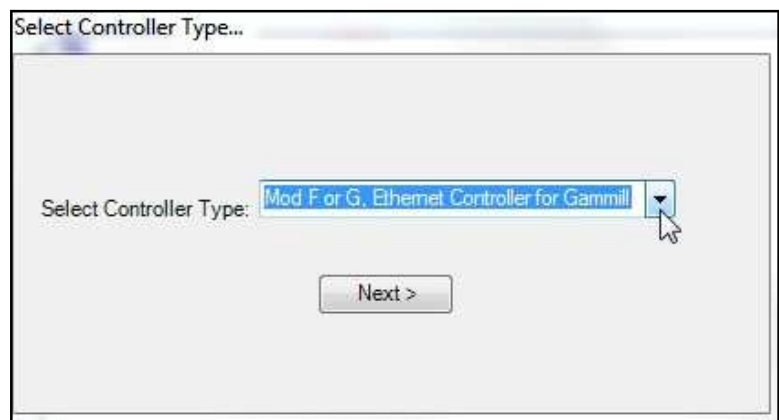 Select Controller Type...
Select Controller Type: Mod F or G, Ethernet Controller for Gammill
Next >